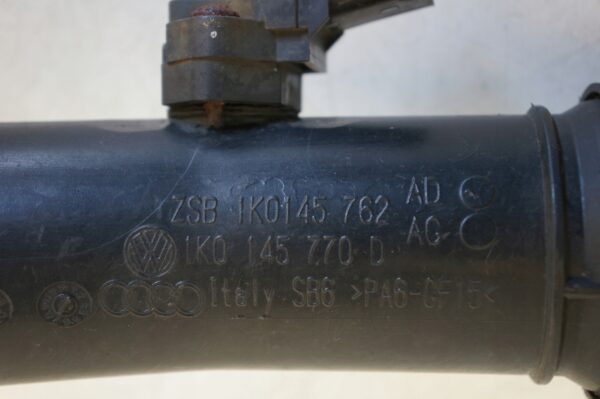 ZSB 1K0145 762 AD
AG
1K0 145 770 D
Italy SB6 >PA6-GF15<